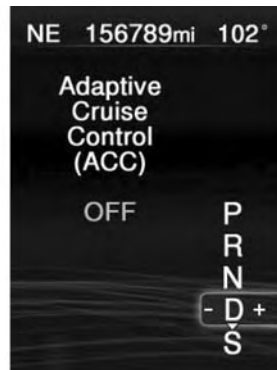 NE 156789mi 102°
Adaptive
Cruise
Control
(ACC)
OFF
P
R
N
- D +
S